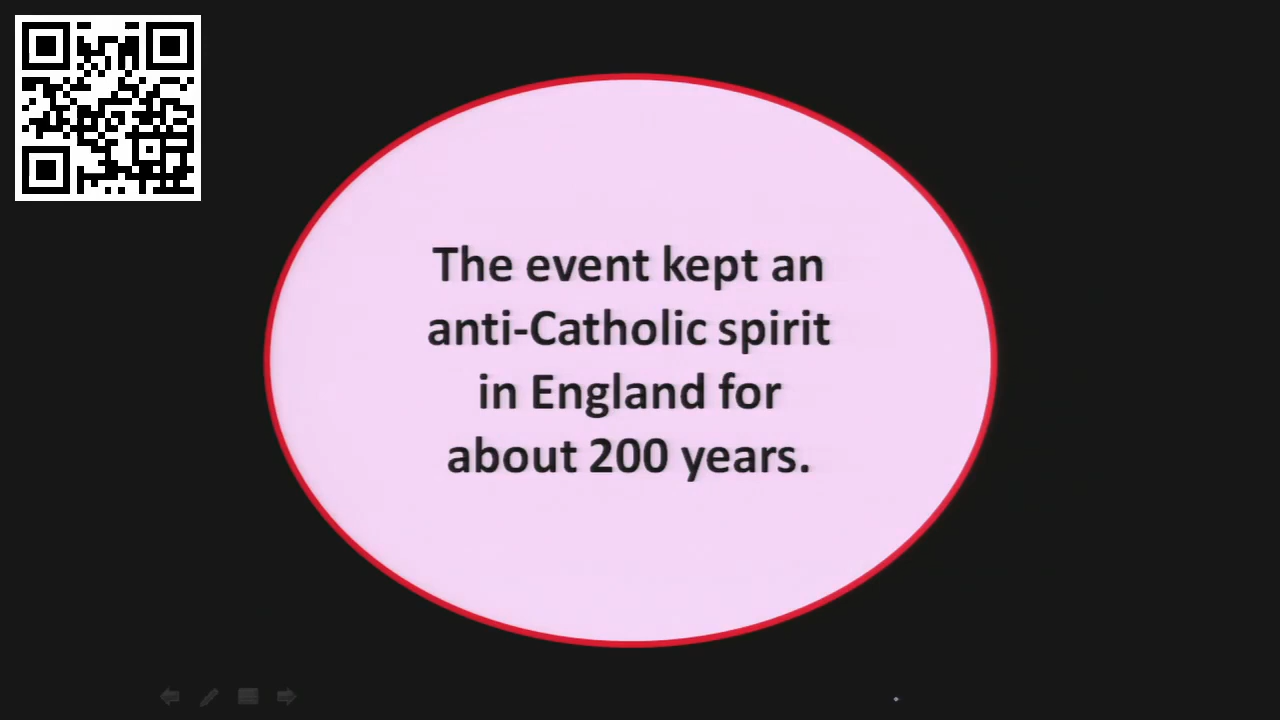 The event kept an
anti-Catholic spirit
in England for
about 200 years.